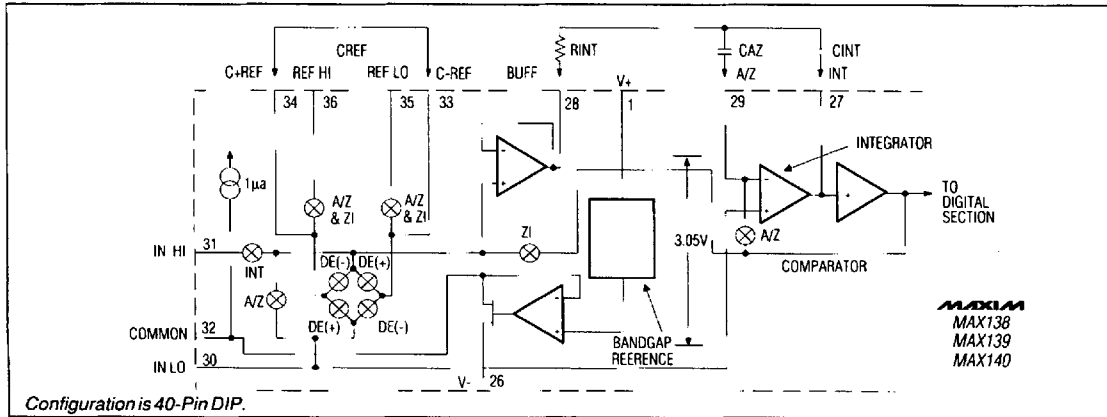 CREF
RINT
CAZ
CINT
C+REF
REF HI
REF LO
C-REF
BUFF
V+
A/Z
INT
34
36
35
33
28
1
29
27
INTEGRATOR
1µa
A/Z
& ZI
A/Z
& ZI
TO
DIGITAL
SECTION
IN HI
31
ZI
3.05V
A/Z
INT
DE(-)
DE(+)
COMPARATOR
A/Z
DE(+)
DE(-)
COMMON
32
BANDGAP
REERENCE
IN LO
30
V-
26
MAXIM
MAX138
MAX139
MAX140
Configuration is 40-Pin DIP.